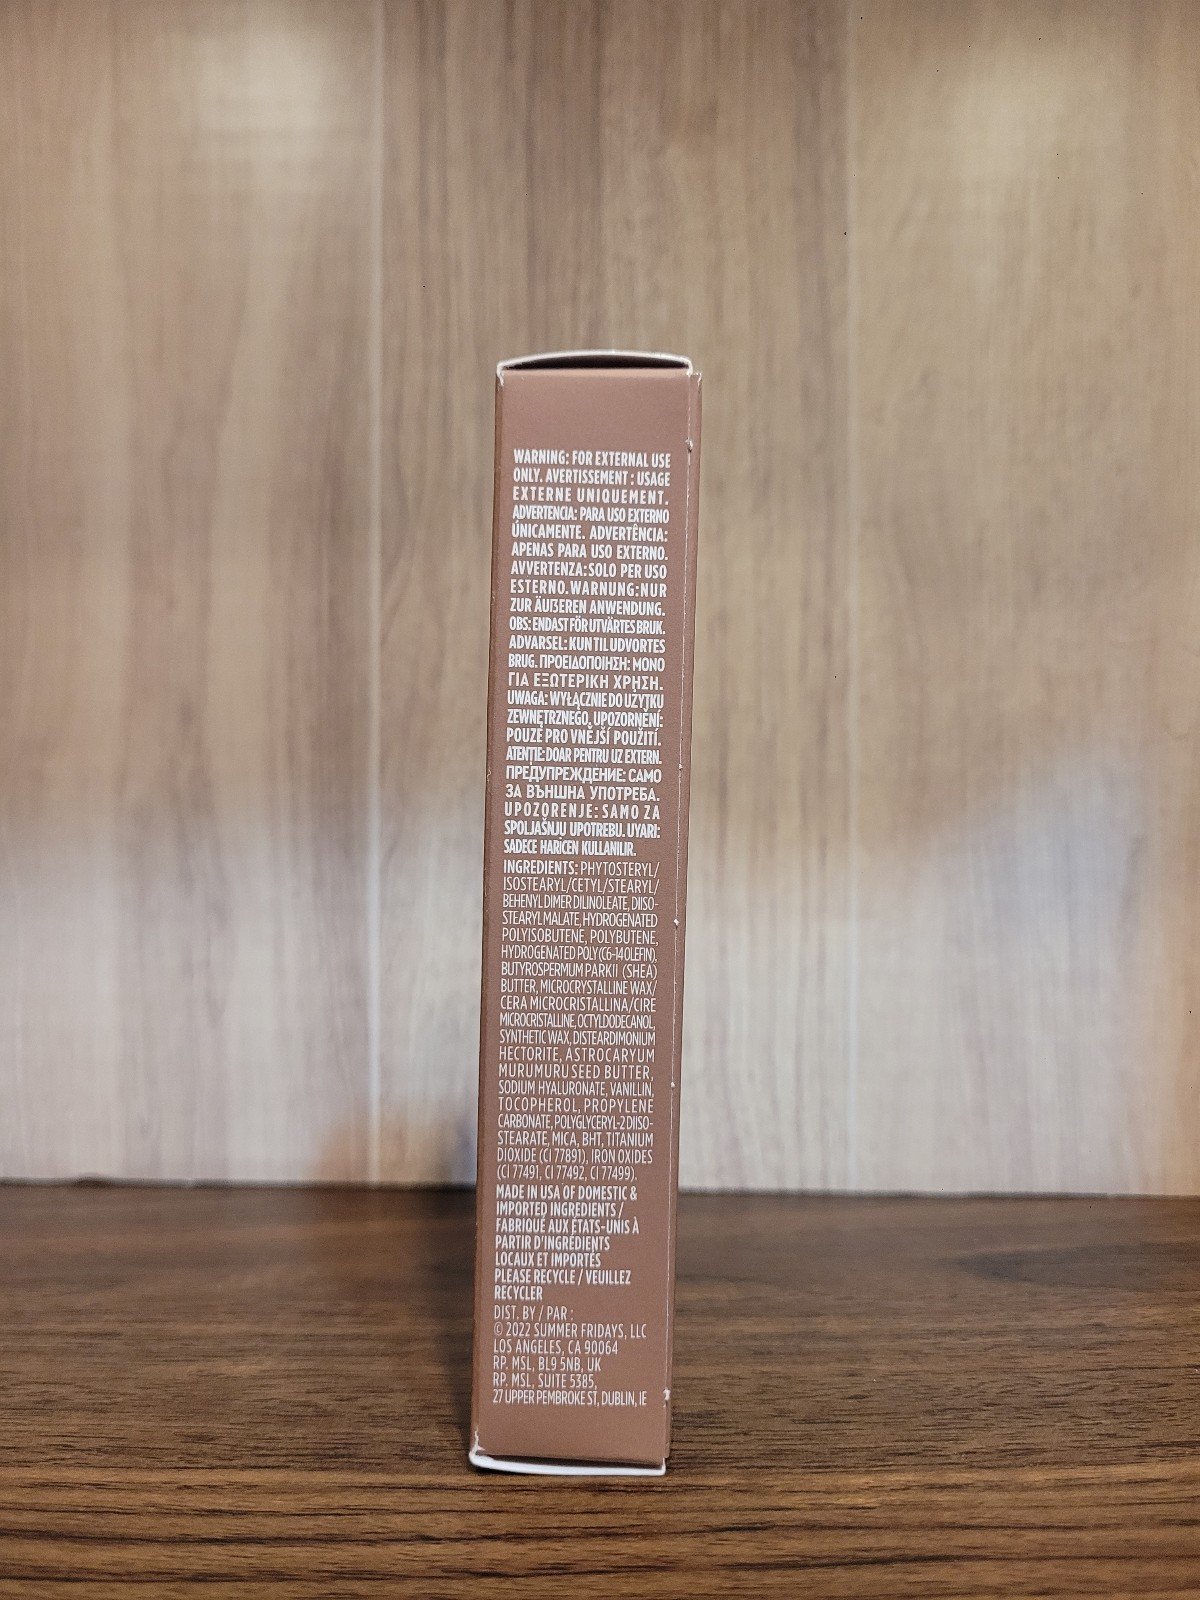 WARNING: FOR EXTERNAL USE
ONLY. AVERTISSEMENT : USAGE
EXTERNE UNIQUEMENT.
ADVERTENCIA: PARA USO EXTERNO
ÚNICAMENTE. ADVERTÊNCIA:
APENAS PARA USO EXTERNO.
AVVERTENZA: SOLO PER USO
ESTERNO. WARNUNG: NUR
ZUR ÄUßEREN ANWENDUNG.
OBS: ENDAST FÖR UTVÄRTES BRUK.
ADVARSEL: KUN TIL UDVORTES
BRUG. ΠΡΟΕΙΔΟΠΟΙΗΣΗ: ΜΟΝΟ
ΓΙΑ ΕΞΩΤΕΡΙΚΗ ΧΡΗΣΗ.
UWAGA: WYŁĄCZNIE DO UŻYTKU
ZEWNĘTRZNEGO. UPOZORNĚNÍ:
POUZE PRO VNĚJŠÍ POUŽITÍ.
ATENȚIE: DOAR PENTRU UZ EXTERN.
ПРЕДУПРЕЖДЕНИЕ: САМО
ЗА ВЪНШНА УПОТРЕБА.
UPOZORENJE: SAMO ZA
SPOLJAŠNJU UPOTREBU. UYARI:
SADECE HARİCEN KULLANILIR.
INGREDIENTS: PHYTOSTERYL/
ISOSTEARYL/CETYL/STEARYL/
BEHENYL DIMER DILINOLEATE, DIISO-
STEARYL MALATE, HYDROGENATED
POLYISOBUTENE, POLYBUTENE,
HYDROGENATED POLY(C6-14 OLEFIN),
BUTYROSPERMUM PARKII (SHEA)
BUTTER, MICROCRYSTALLINE WAX/
CERA MICROCRISTALLINA/CIRE
MICROCRISTALLINE, OCTYLDODECANOL,
SYNTHETIC WAX, DISTEARDIMONIUM
HECTORITE, ASTROCARYUM
MURUMURU SEED BUTTER,
SODIUM HYALURONATE, VANILLIN,
TOCOPHEROL, PROPYLENE
CARBONATE, POLYGLYCERYL-2 DIISO-
STEARATE, MICA, BHT, TITANIUM
DIOXIDE (CI 77891), IRON OXIDES
(CI 77491, CI 77492, CI 77499).
MADE IN USA OF DOMESTIC &
IMPORTED INGREDIENTS /
FABRIQUÉ AUX ÉTATS-UNIS À
PARTIR D'INGRÉDIENTS
LOCAUX ET IMPORTÉS
PLEASE RECYCLE / VEUILLEZ
RECYCLER
DIST. BY / PAR :
© 2022 SUMMER FRIDAYS, LLC
LOS ANGELES, CA 90064
RP. MSL, BL9 5NB, UK
RP. MSL, SUITE 5385,
27 UPPER PEMBROKE ST, DUBLIN, IE